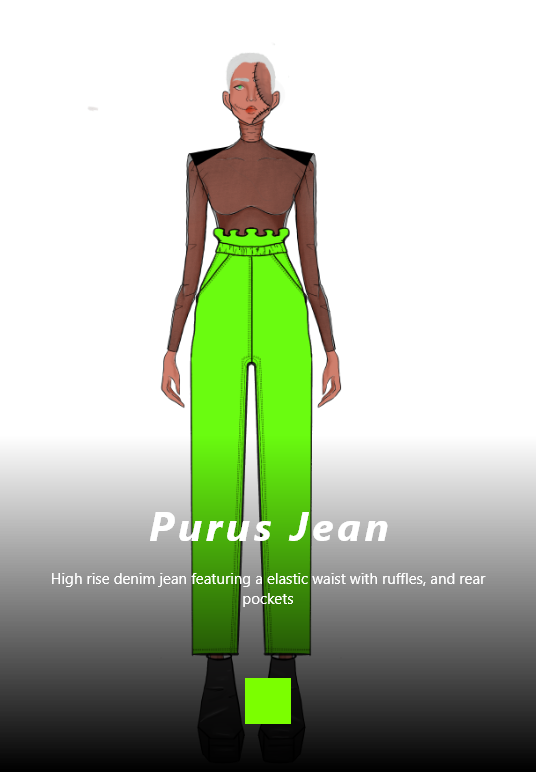 Purus Jean
High rise denim jean featuring a elastic waist with ruffles, and rear
pockets